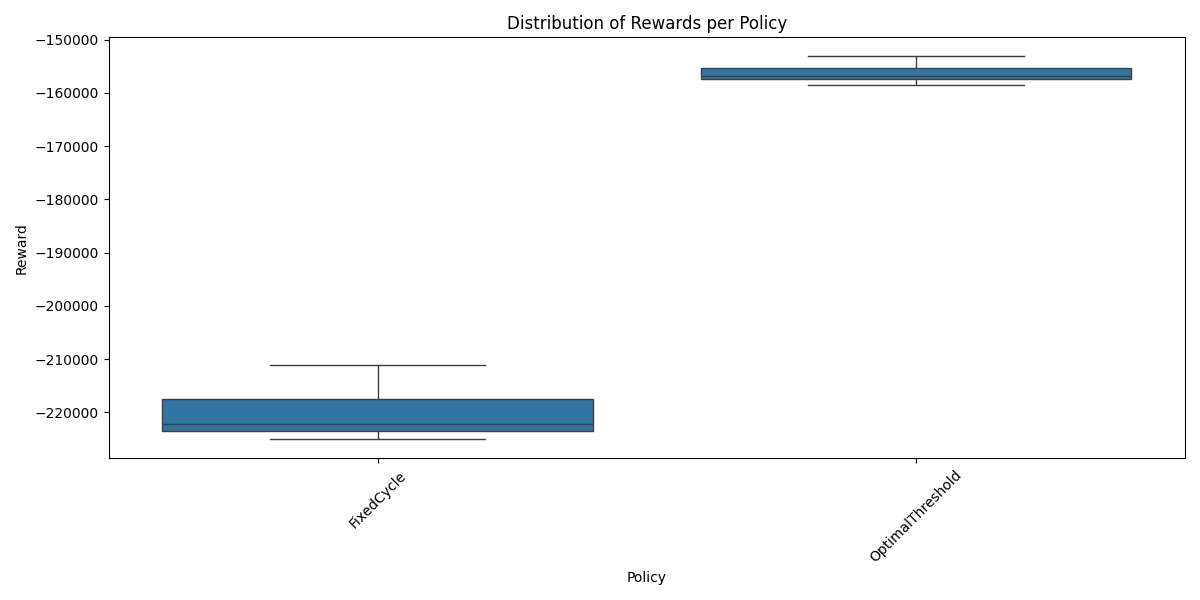 Distribution of Rewards per Policy
−150000
−160000
−170000
−180000
−190000
−200000
−210000
−220000
Reward
FixedCycle
OptimalThreshold
Policy